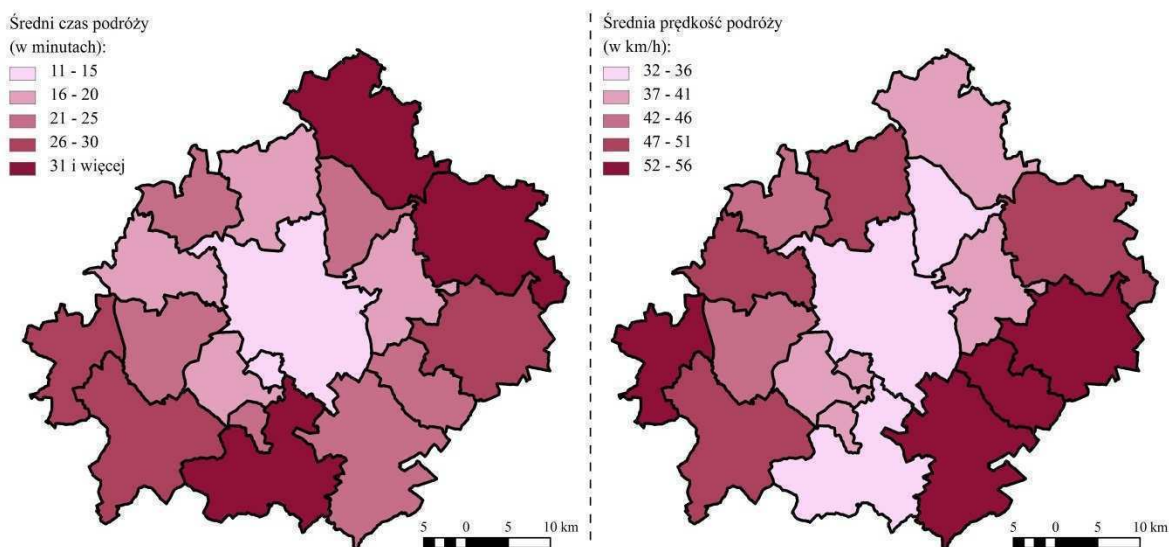 Średni czas podróży
(w minutach):
11 - 15
16 - 20
21 - 25
26 - 30
31 i więcej
5 0 5 10 km
Średnia prędkość podróży
(w km/h):
32 - 36
37 - 41
42 - 46
47 - 51
52 - 56
5 0 5 10 km